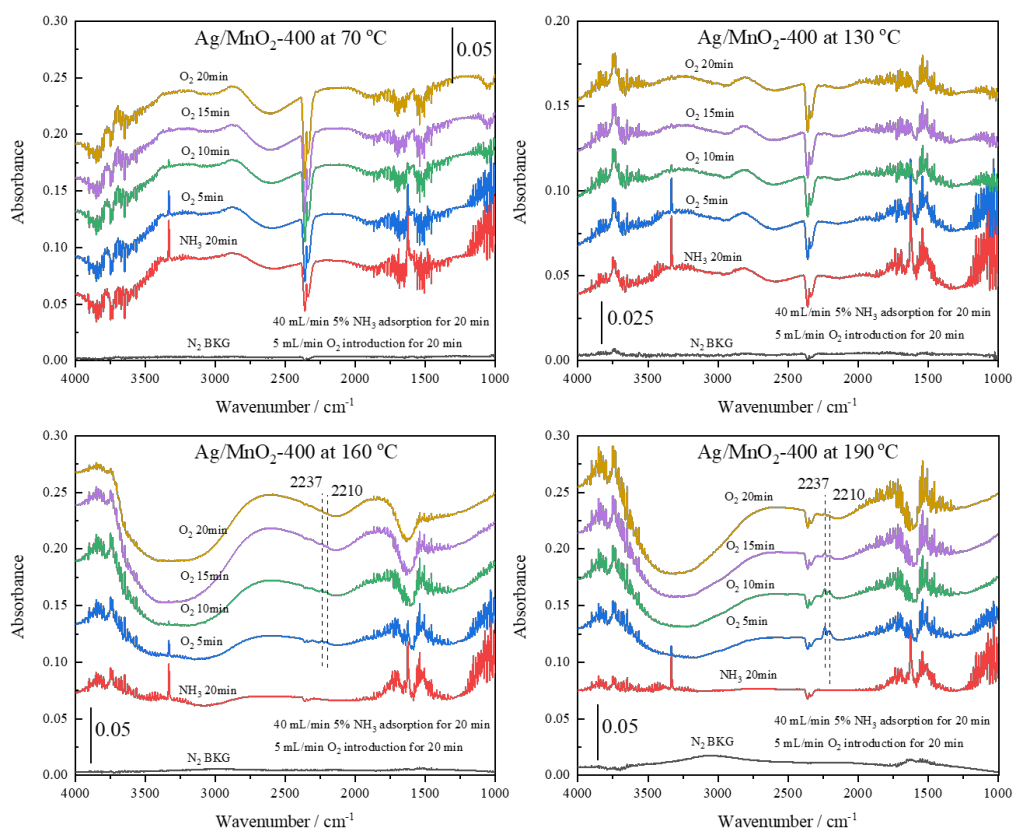 Ag/MnO₂-400 at 70 °C
0.05
O₂ 20min
O₂ 15min
O₂ 10min
O₂ 5min
NH₃ 20min
40 mL/min 5% NH₃ adsorption for 20 min
5 mL/min O₂ introduction for 20 min
N₂ BKG
0.30
0.25
0.20
0.15
0.10
0.05
0.00
Absorbance
4000 3500 3000 2500 2000 1500 1000
Wavenumber / cm⁻¹
Ag/MnO₂-400 at 130 °C
O₂ 20min
O₂ 15min
O₂ 10min
O₂ 5min
NH₃ 20min
0.025
40 mL/min 5% NH₃ adsorption for 20 min
5 mL/min O₂ introduction for 20 min
N₂ BKG
0.20
0.15
0.10
0.05
0.00
Absorbance
4000 3500 3000 2500 2000 1500 1000
Wavenumber / cm⁻¹
Ag/MnO₂-400 at 160 °C
2237
2210
O₂ 20min
O₂ 15min
O₂ 10min
O₂ 5min
NH₃ 20min
0.05
40 mL/min 5% NH₃ adsorption for 20 min
5 mL/min O₂ introduction for 20 min
N₂ BKG
0.30
0.25
0.20
0.15
0.10
0.05
0.00
Absorbance
4000 3500 3000 2500 2000 1500 1000
Wavenumber / cm⁻¹
Ag/MnO₂-400 at 190 °C
2237
2210
O₂ 20min
O₂ 15min
O₂ 10min
O₂ 5min
NH₃ 20min
0.05
40 mL/min 5% NH₃ adsorption for 20 min
5 mL/min O₂ introduction for 20 min
N₂ BKG
0.30
0.25
0.20
0.15
0.10
0.05
0.00
Absorbance
4000 3500 3000 2500 2000 1500 1000
Wavenumber / cm⁻¹